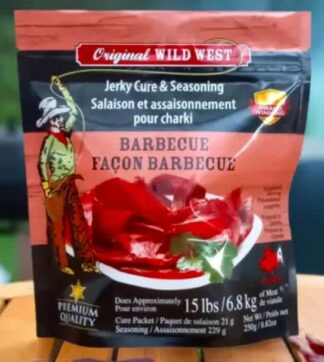 Original WILD WEST
Jerky Cure & Seasoning
Salaison et assaisonnement
pour charki
BARBECUE
FAÇON BARBECUE
PREMIUM
QUALITY
Does Approximately
Pour environ
15 lbs/6.8 kg
of Meat
de viande
Cure Packet / Paquet de salaison 21 g
Seasoning / Assaisonnement 229 g
Net Wt / Poids net
250g / 8.82oz